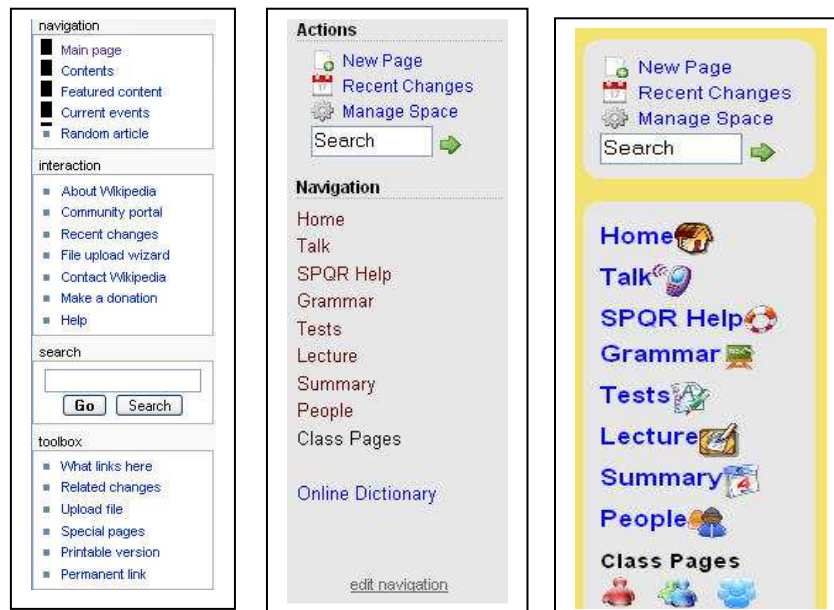 navigation
Main page
Contents
Featured content
Current events
Random article
interaction
About Wikipedia
Community portal
Recent changes
File upload wizard
Contact Wikipedia
Make a donation
Help
search
Go Search
toolbox
What links here
Related changes
Upload file
Special pages
Printable version
Permanent link
Actions
New Page
Recent Changes
Manage Space
Search
Navigation
Home
Talk
SPQR Help
Grammar
Tests
Lecture
Summary
People
Class Pages
Online Dictionary
edit navigation
New Page
Recent Changes
Manage Space
Search
Home
Talk
SPQR Help
Grammar
Tests
Lecture
Summary
People
Class Pages